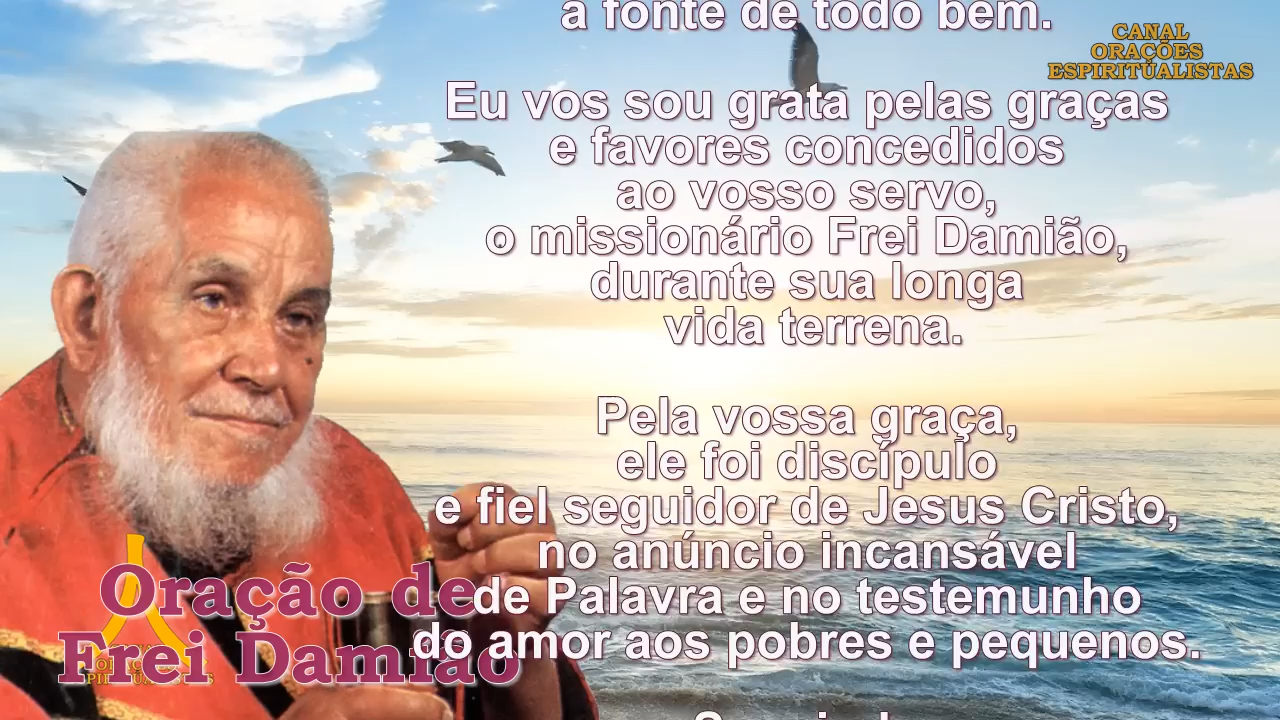 a fonte de todo bem.
CANAL
ORAÇÕES
ESPIRITUALISTAS
Eu vos sou grata pelas graças
e favores concedidos
ao vosso servo,
o missionário Frei Damião,
durante sua longa
vida terrena.
Pela vossa graça,
ele foi discípulo
e fiel seguidor de Jesus Cristo,
no anúncio incansável
de Palavra e no testemunho
do amor aos pobres e pequenos.
Oração de
Frei Damião